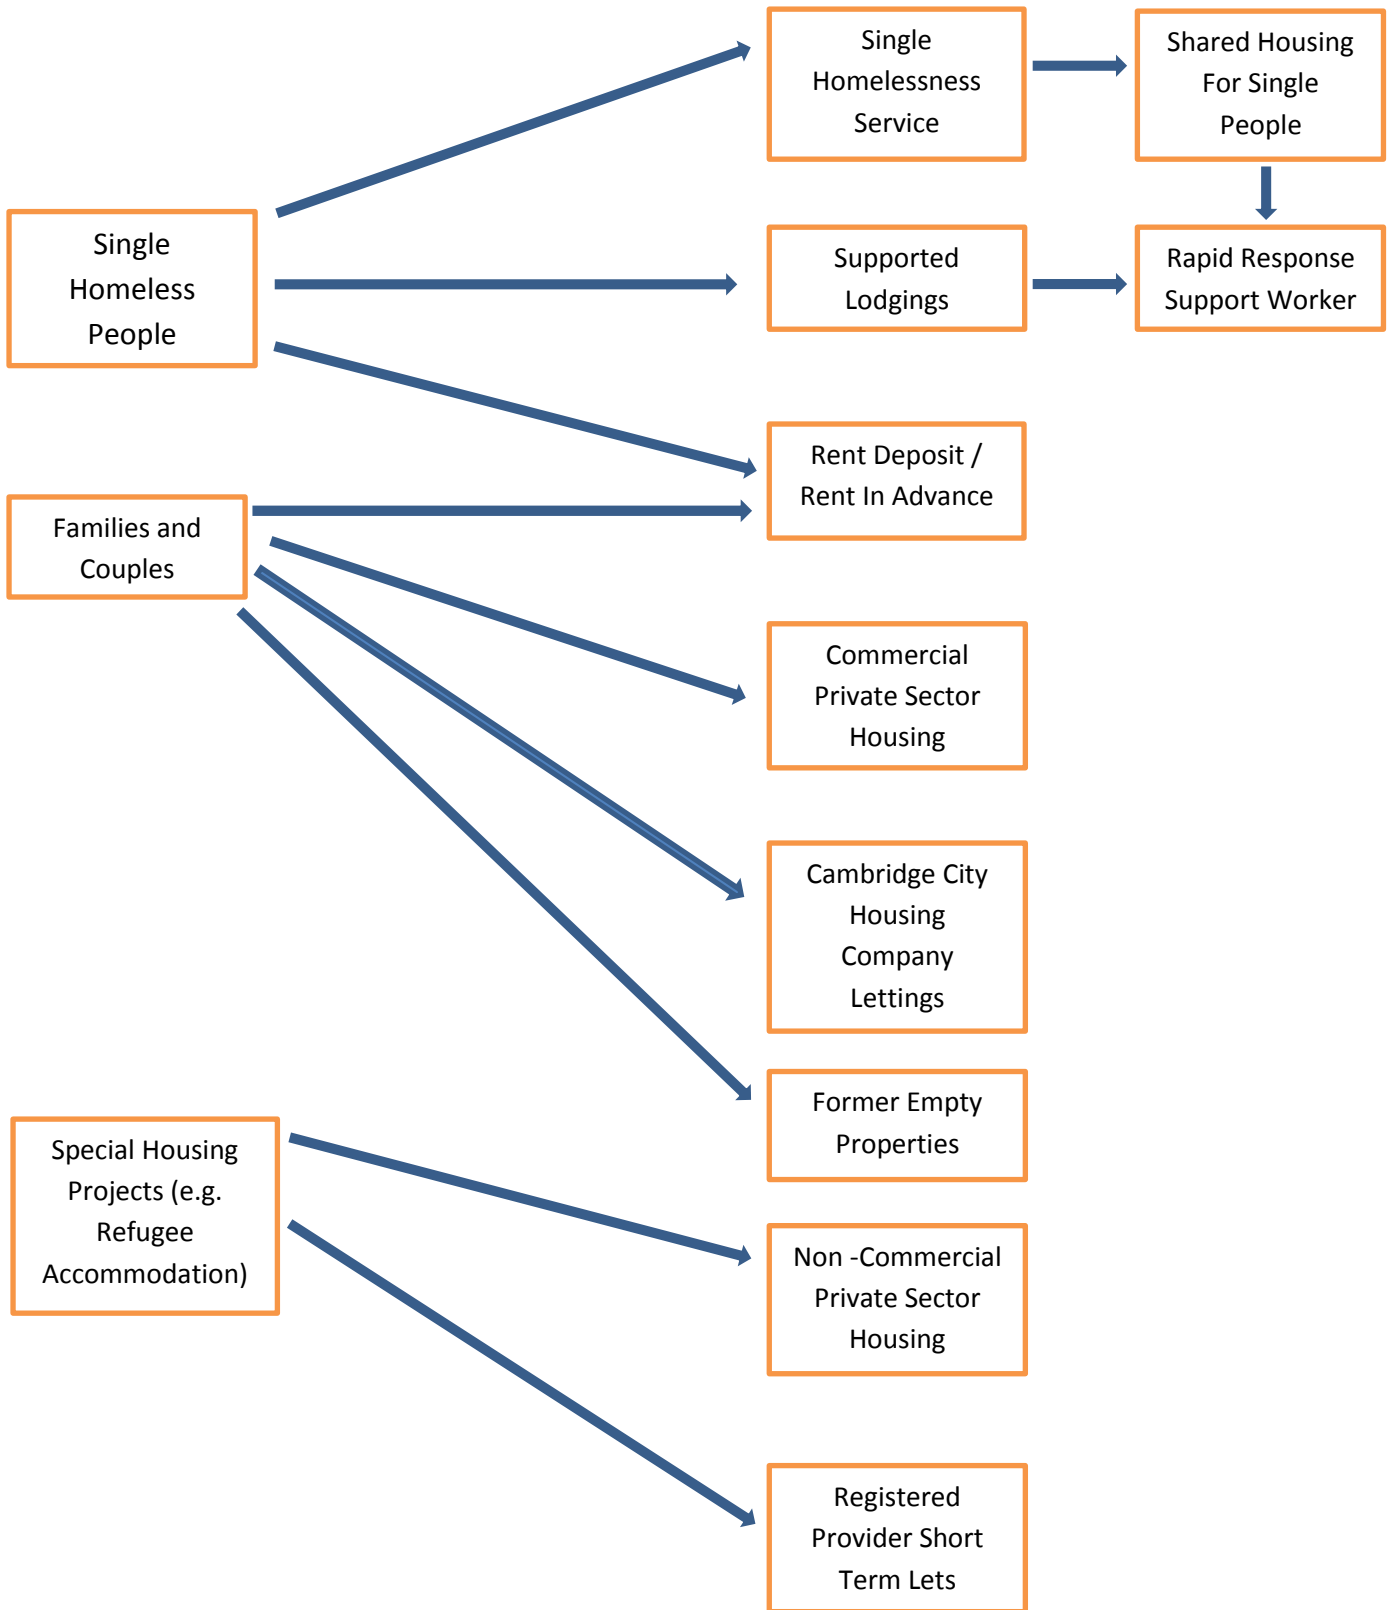 Single
Homelessness
Service
Shared Housing
For Single
People
Single
Homeless
People
Supported
Lodgings
Rapid Response
Support Worker
Rent Deposit /
Rent In Advance
Families and
Couples
Commercial
Private Sector
Housing
Cambridge City
Housing
Company
Lettings
Former Empty
Properties
Special Housing
Projects (e.g.
Refugee
Accommodation)
Non -Commercial
Private Sector
Housing
Registered
Provider Short
Term Lets